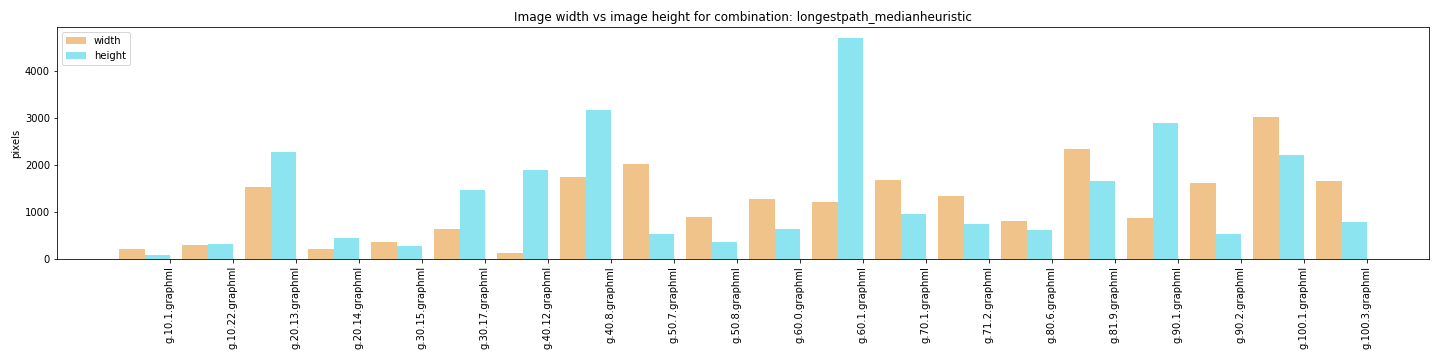 Image width vs image height for combination: longestpath_medianheuristic
width
height
pixels
4000
3000
2000
1000
0
g.10.1.graphml
g.10.22.graphml
g.20.13.graphml
g.20.14.graphml
g.30.15.graphml
g.30.17.graphml
g.40.12.graphml
g.40.8.graphml
g.50.7.graphml
g.50.8.graphml
g.60.0.graphml
g.60.1.graphml
g.70.1.graphml
g.71.2.graphml
g.80.6.graphml
g.81.9.graphml
g.90.1.graphml
g.90.2.graphml
g.100.1.graphml
g.100.3.graphml